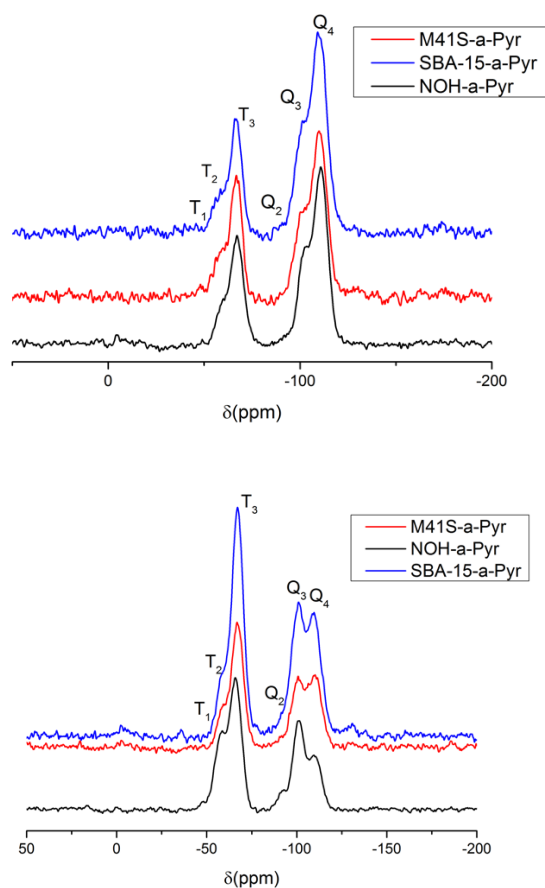 Q4
M41S-a-Pyr
SBA-15-a-Pyr
NOH-a-Pyr
Q3
T3
T2
Q2
T1
0
-100
-200
δ(ppm)
T3
M41S-a-Pyr
NOH-a-Pyr
SBA-15-a-Pyr
Q3
Q4
T2
Q2
T1
50
0
-50
-100
-150
-200
δ(ppm)